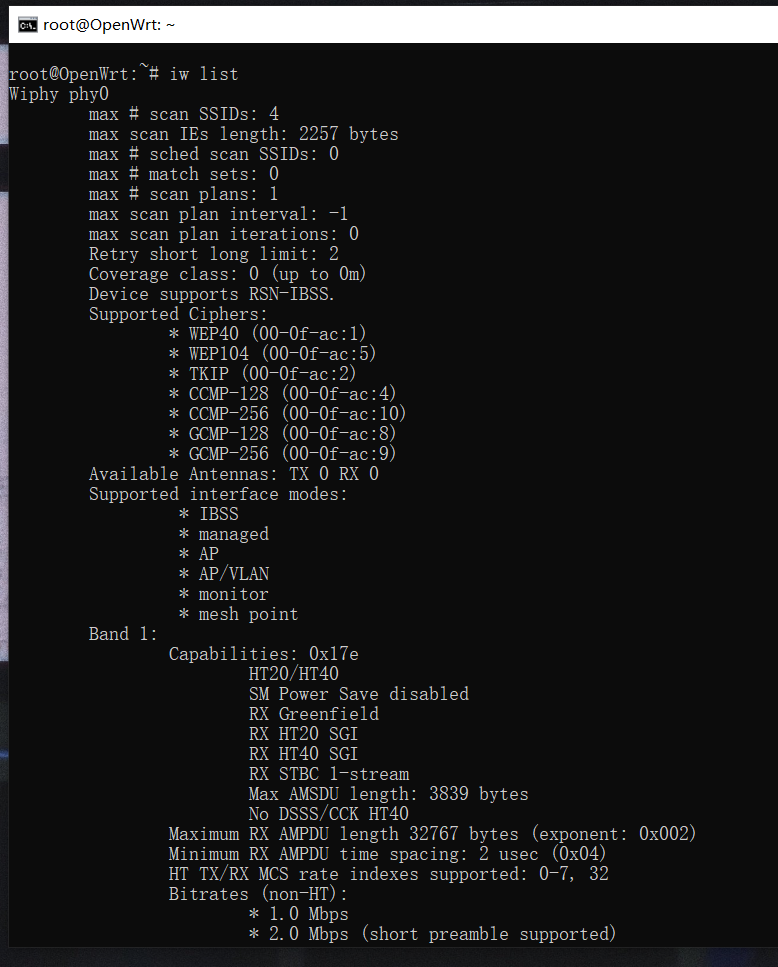 root@OpenWrt: ~
root@OpenWrt:~# iw list
Wiphy phy0
max # scan SSIDs: 4
max scan IEs length: 2257 bytes
max # sched scan SSIDs: 0
max # match sets: 0
max # scan plans: 1
max scan plan interval: -1
max scan plan iterations: 0
Retry short long limit: 2
Coverage class: 0 (up to 0m)
Device supports RSN-IBSS.
Supported Ciphers:
* WEP40 (00-0f-ac:1)
* WEP104 (00-0f-ac:5)
* TKIP (00-0f-ac:2)
* CCMP-128 (00-0f-ac:4)
* CCMP-256 (00-0f-ac:10)
* GCMP-128 (00-0f-ac:8)
* GCMP-256 (00-0f-ac:9)
Available Antennas: TX 0 RX 0
Supported interface modes:
* IBSS
* managed
* AP
* AP/VLAN
* monitor
* mesh point
Band 1:
Capabilities: 0x17e
HT20/HT40
SM Power Save disabled
RX Greenfield
RX HT20 SGI
RX HT40 SGI
RX STBC 1-stream
Max AMSDU length: 3839 bytes
No DSSS/CCK HT40
Maximum RX AMPDU length 32767 bytes (exponent: 0x002)
Minimum RX AMPDU time spacing: 2 usec (0x04)
HT TX/RX MCS rate indexes supported: 0-7, 32
Bitrates (non-HT):
* 1.0 Mbps
* 2.0 Mbps (short preamble supported)